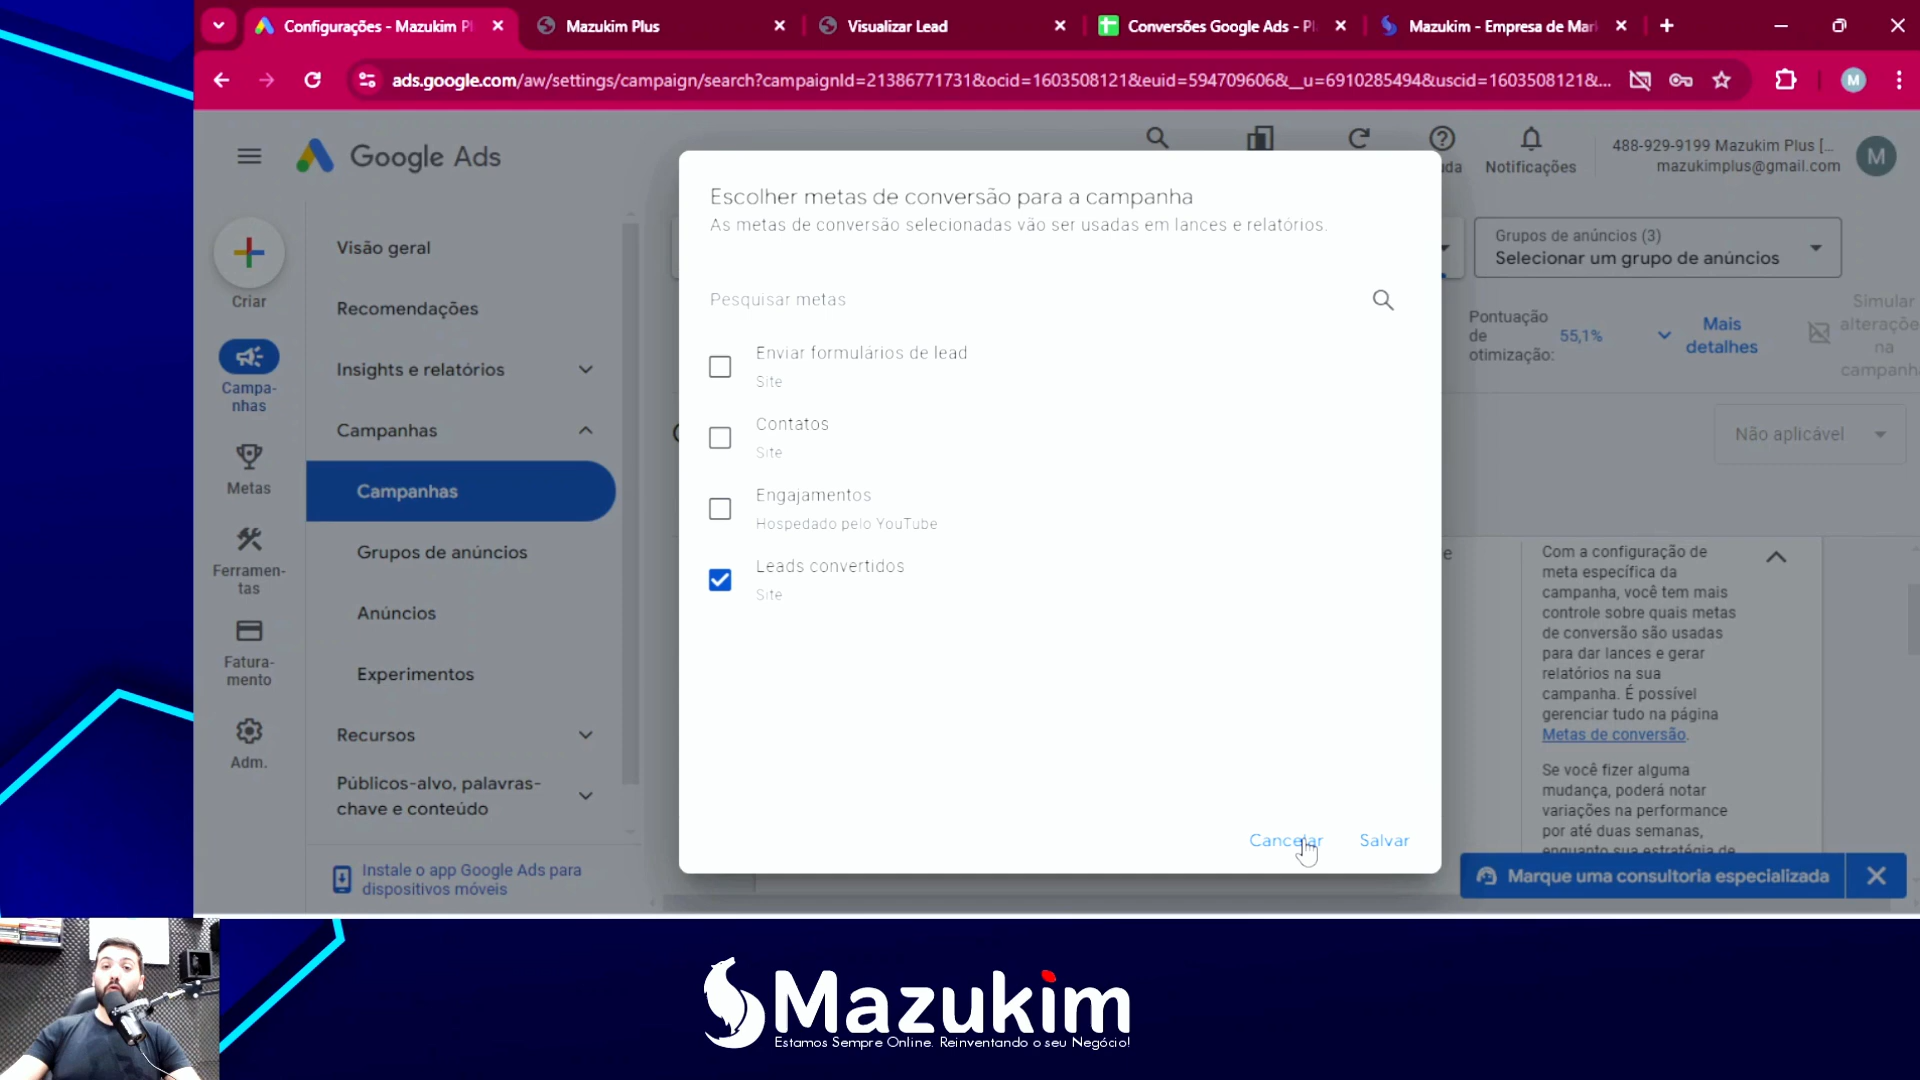 Configurações - Mazukim Pl
Mazukim Plus
Visualizar Lead
Conversões Google Ads - Pl
Mazukim - Empresa de Mar
ads.google.com/aw/settings/campaign/search?campaignId=21386771731&ocid=1603508121&euid=594709606&__u=6910285494&uscid=1603508121&...
M
Google Ads
uda
Notificações
488-929-9199 Mazukim Plus [...
mazukimplus@gmail.com
M
Criar
Campa-
nhas
Metas
Ferramen-
tas
Fatura-
mento
Adm.
Visão geral
Recomendações
Insights e relatórios
Campanhas
Campanhas
Grupos de anúncios
Anúncios
Experimentos
Recursos
Públicos-alvo, palavras-
chave e conteúdo
Instale o app Google Ads para
dispositivos móveis
Escolher metas de conversão para a campanha
As metas de conversão selecionadas vão ser usadas em lances e relatórios.
Pesquisar metas
Enviar formulários de lead
Site
Contatos
Site
Engajamentos
Hospedado pelo YouTube
Leads convertidos
Site
Cancelar
Salvar
Grupos de anúncios (3)
Selecionar um grupo de anúncios
Pontuação
de
otimização:
55,1%
Mais
detalhes
Simular
alteraçõe
na
campanha
Não aplicável
e
Com a configuração de
meta específica da
campanha, você tem mais
controle sobre quais metas
de conversão são usadas
para dar lances e gerar
relatórios na sua
campanha. É possível
gerenciar tudo na página
Metas de conversão.
Se você fizer alguma
mudança, poderá notar
variações na performance
por até duas semanas,
enquanto sua estratégia de
Marque uma consultoria especializada
Mazukim
Estamos Sempre Online. Reinventando o seu Negócio!